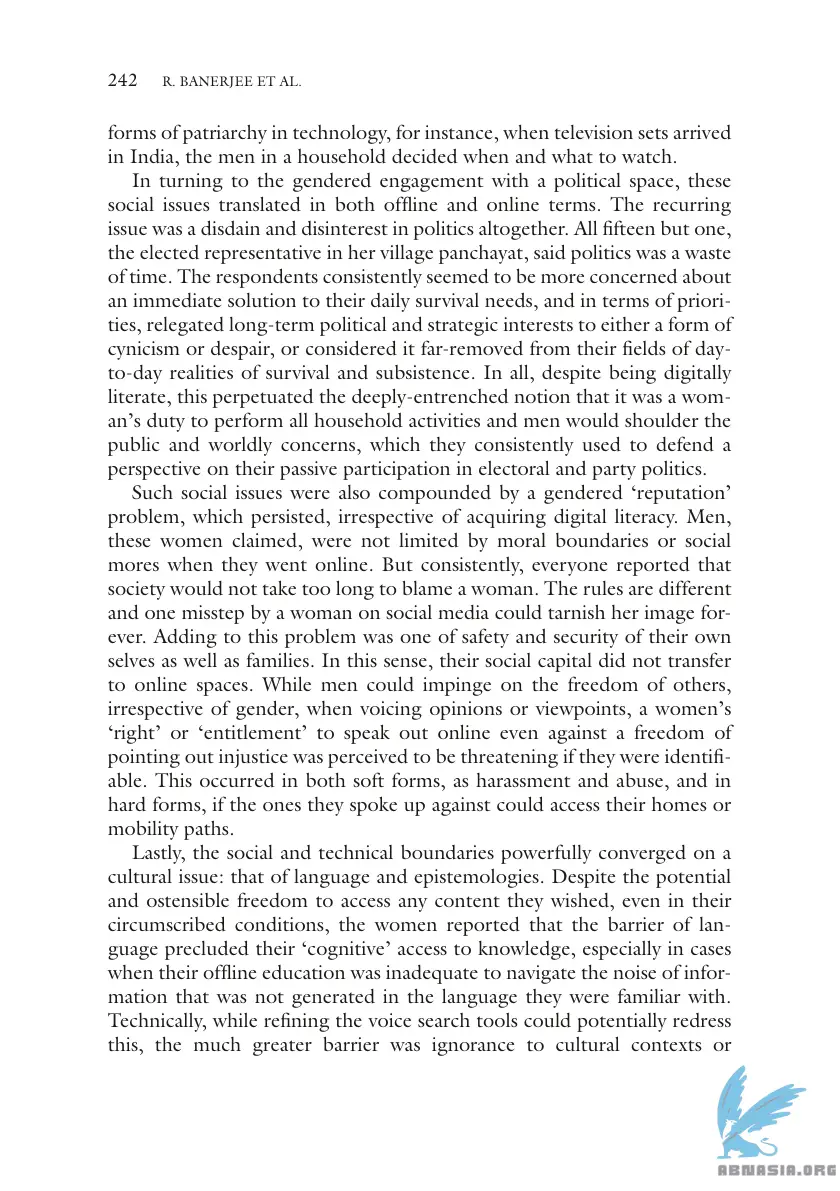 242 R. BANERJEE ET AL.
forms of patriarchy in technology, for instance, when television sets arrived
in India, the men in a household decided when and what to watch.
In turning to the gendered engagement with a political space, these
social issues translated in both offline and online terms. The recurring
issue was a disdain and disinterest in politics altogether. All fifteen but one,
the elected representative in her village panchayat, said politics was a waste
of time. The respondents consistently seemed to be more concerned about
an immediate solution to their daily survival needs, and in terms of priori-
ties, relegated long-term political and strategic interests to either a form of
cynicism or despair, or considered it far-removed from their fields of day-
to-day realities of survival and subsistence. In all, despite being digitally
literate, this perpetuated the deeply-entrenched notion that it was a wom-
an’s duty to perform all household activities and men would shoulder the
public and worldly concerns, which they consistently used to defend a
perspective on their passive participation in electoral and party politics.
Such social issues were also compounded by a gendered ‘reputation’
problem, which persisted, irrespective of acquiring digital literacy. Men,
these women claimed, were not limited by moral boundaries or social
mores when they went online. But consistently, everyone reported that
society would not take too long to blame a woman. The rules are different
and one misstep by a woman on social media could tarnish her image for-
ever. Adding to this problem was one of safety and security of their own
selves as well as families. In this sense, their social capital did not transfer
to online spaces. While men could impinge on the freedom of others,
irrespective of gender, when voicing opinions or viewpoints, a women’s
‘right’ or ‘entitlement’ to speak out online even against a freedom of
pointing out injustice was perceived to be threatening if they were identifi-
able. This occurred in both soft forms, as harassment and abuse, and in
hard forms, if the ones they spoke up against could access their homes or
mobility paths.
Lastly, the social and technical boundaries powerfully converged on a
cultural issue: that of language and epistemologies. Despite the potential
and ostensible freedom to access any content they wished, even in their
circumscribed conditions, the women reported that the barrier of lan-
guage precluded their ‘cognitive’ access to knowledge, especially in cases
when their offline education was inadequate to navigate the noise of infor-
mation that was not generated in the language they were familiar with.
Technically, while refining the voice search tools could potentially redress
this, the much greater barrier was ignorance to cultural contexts or
ABNASIA.ORG